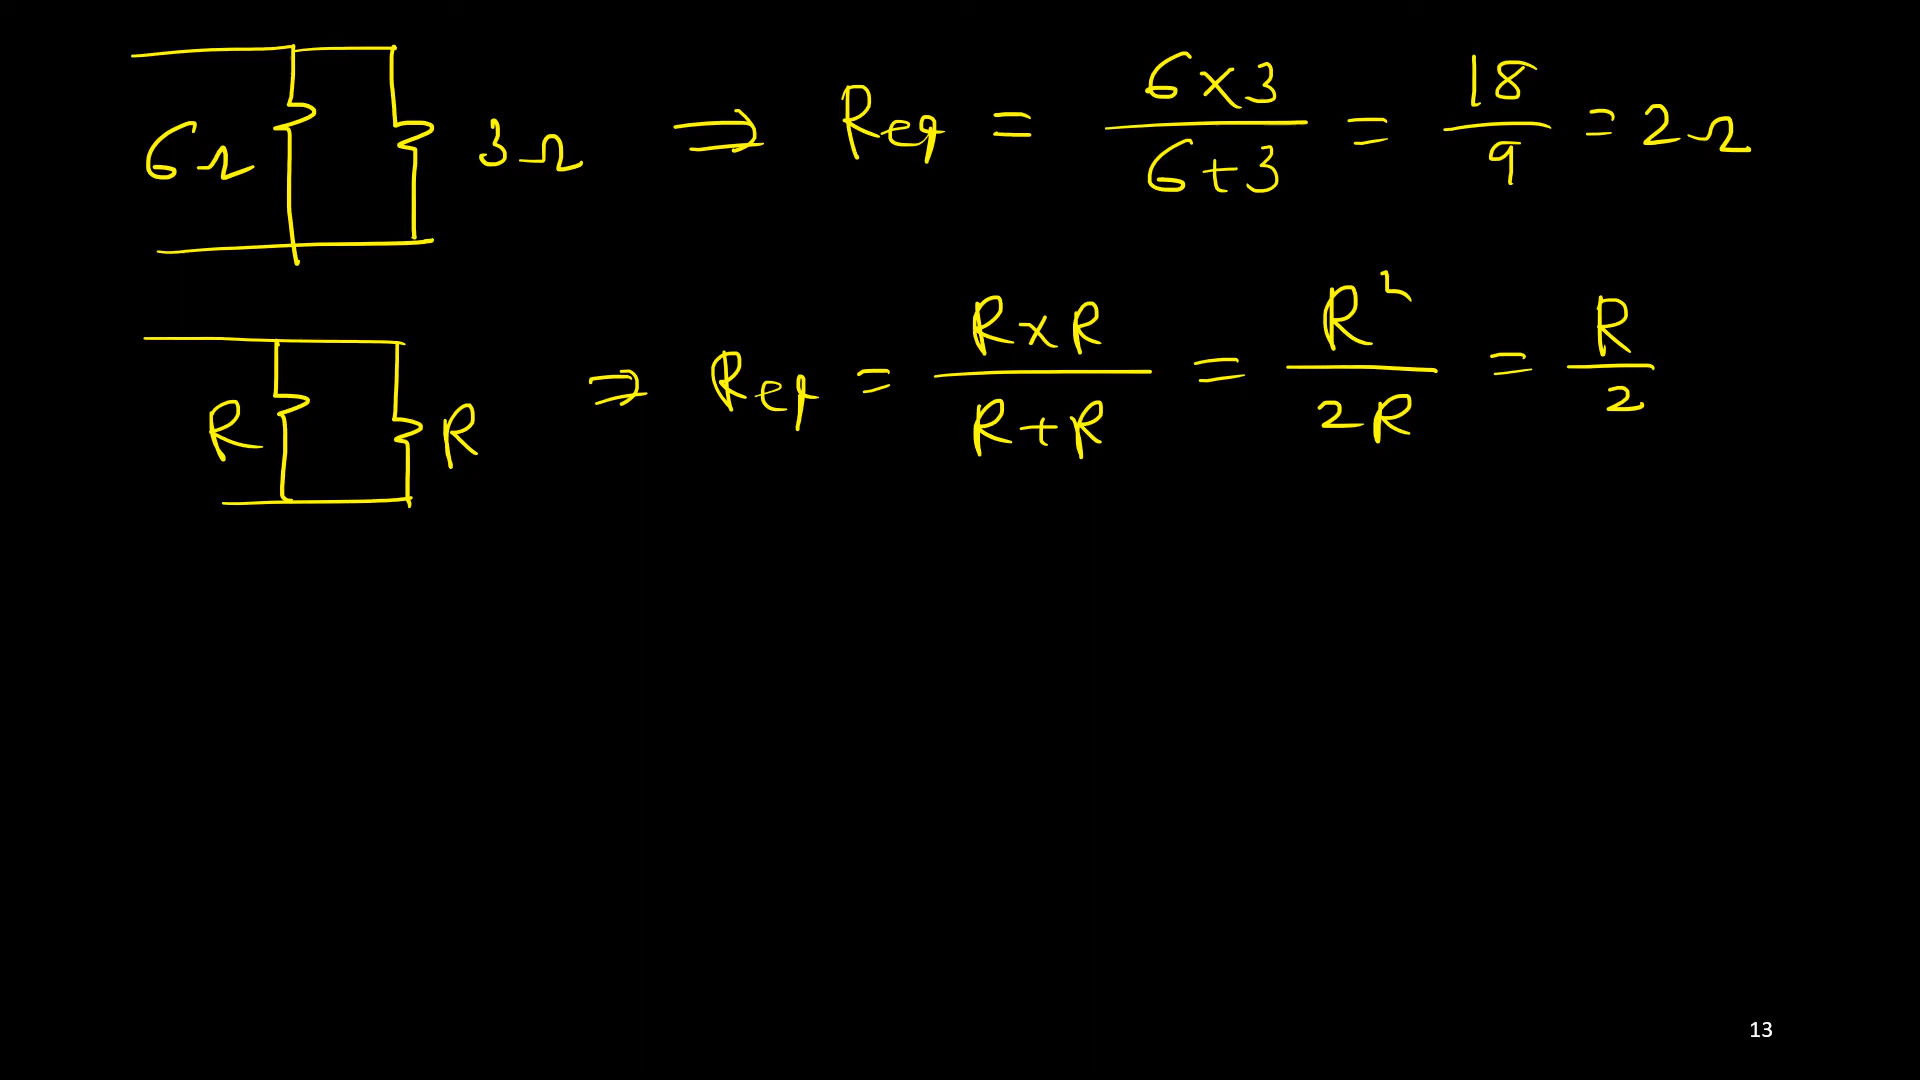 6Ω 3Ω ⇒ Req = 6×3 / 6+3 = 18 / 9 = 2Ω
R R ⇒ Req = R×R / R+R = R² / 2R = R / 2
13